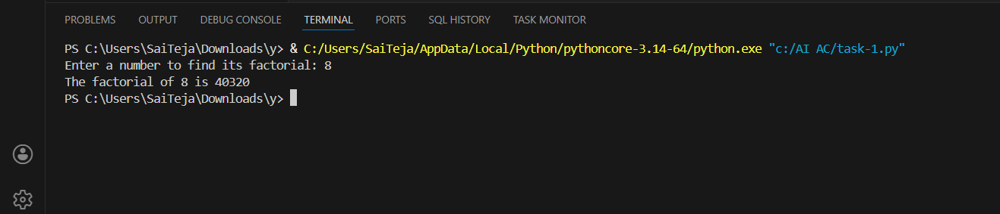 PROBLEMS OUTPUT DEBUG CONSOLE TERMINAL PORTS SQL HISTORY TASK MONITOR
PS C:\Users\SaiTeja\Downloads\y> & C:/Users/SaiTeja/AppData/Local/Python/pythoncore-3.14-64/python.exe "c:/AI AC/task-1.py"
Enter a number to find its factorial: 8
The factorial of 8 is 40320
PS C:\Users\SaiTeja\Downloads\y>